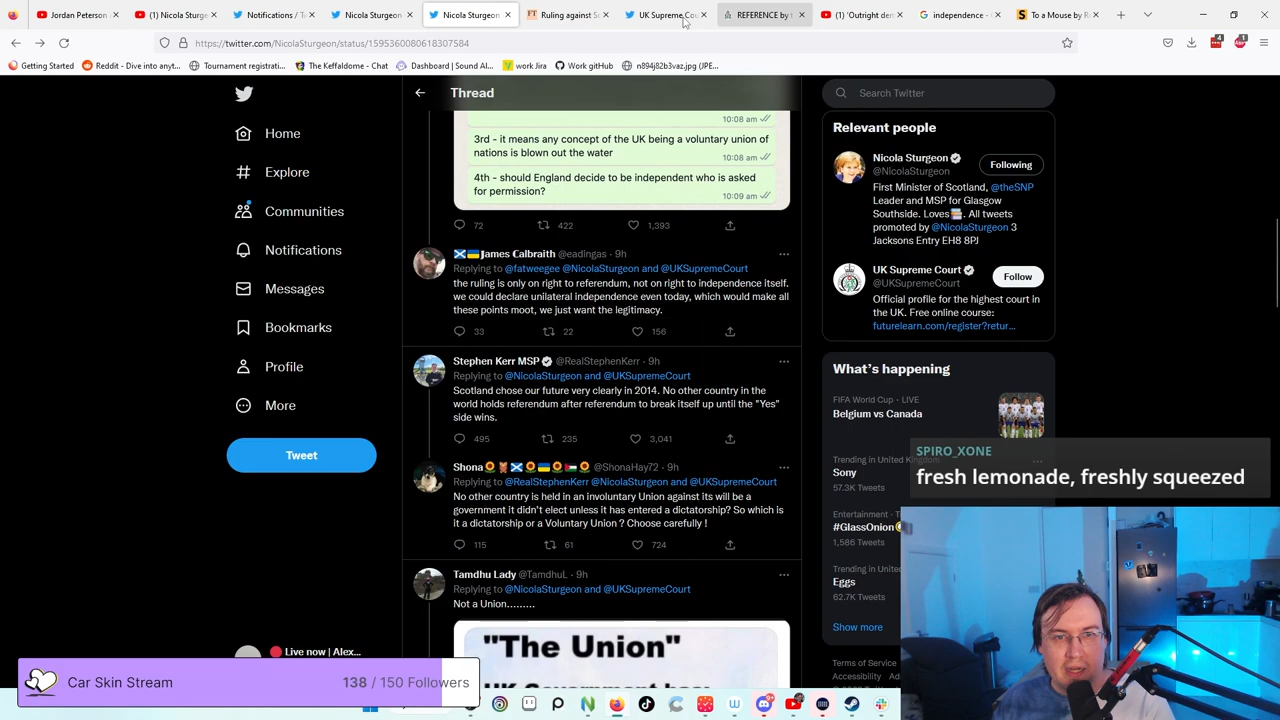 Jordan Peterson
Nicola Sturge
Notifications / T
Nicola Sturgeon
Nicola Sturgeon
Ruling against Sc
UK Supreme Cou
REFERENCE by t
('Outright den
independence -
To a Mouse by R
https://twitter.com/NicolaSturgeon/status/1595360080618307584
4
1
Getting Started
Reddit - Dive into anyt...
Tournament registrati...
The Keffaldome - Chat
Dashboard | Sound Al...
work Jira
Work gitHub
n894j82b3vaz.jpg (JPE...
Home
Explore
Communities
Notifications
Messages
Bookmarks
Profile
More
Tweet
Live now | Alex...
Thread
10:08 am
3rd - it means any concept of the UK being a voluntary union of
nations is blown out the water
10:08 am
4th - should England decide to be independent who is asked
for permission?
10:09 am
72 422 1,393
James Calbraith @eadingas · 9h
Replying to @fatweegee @NicolaSturgeon and @UKSupremeCourt
the ruling is only on right to referendum, not on right to independence itself.
we could declare unilateral independence even today, which would make all
these points moot, we just want the legitimacy.
33 22 156
Stephen Kerr MSP @RealStephenKerr · 9h
Replying to @NicolaSturgeon and @UKSupremeCourt
Scotland chose our future very clearly in 2014. No other country in the
world holds referendum after referendum to break itself up until the "Yes"
side wins.
495 235 3,041
Shona @ShonaHay72 · 9h
Replying to @RealStephenKerr @NicolaSturgeon and @UKSupremeCourt
No other country is held in an involuntary Union against its will be a
government it didn't elect unless it has entered a dictatorship? So which is
it a dictatorship or a Voluntary Union ? Choose carefully !
115 61 724
Tamdhu Lady @TamdhuL · 9h
Replying to @NicolaSturgeon and @UKSupremeCourt
Not a Union.........
"The Union"
Search Twitter
Relevant people
Nicola Sturgeon
@NicolaSturgeon
Following
First Minister of Scotland, @theSNP
Leader and MSP for Glasgow
Southside. Loves. All tweets
promoted by @NicolaSturgeon 3
Jacksons Entry EH8 8PJ
UK Supreme Court
@UKSupremeCourt
Follow
Official profile for the highest court in
the UK. Free online course:
futurelearn.com/register?retur...
What's happening
FIFA World Cup · LIVE
Belgium vs Canada
Trending in United Kingdom
Sony
57.3K Tweets
Entertainment · T
#GlassOnion
1,586 Tweets
Trending in Unite
Eggs
62.7K Tweets
Show more
Terms of Service
Accessibility
SPIRO_XONE
fresh lemonade, freshly squeezed
Car Skin Stream
138 / 150 Followers